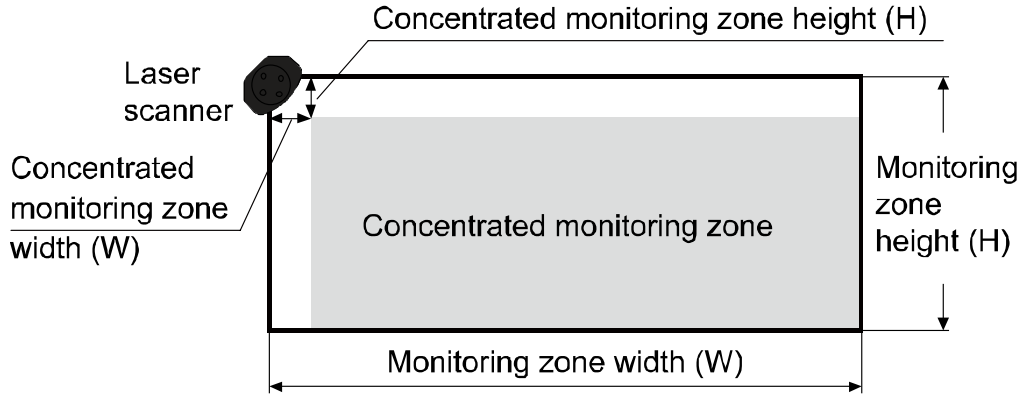 Concentrated monitoring zone height (H)
Laser
scanner
Concentrated
monitoring zone
width (W)
Concentrated monitoring zone
Monitoring
zone
height (H)
Monitoring zone width (W)